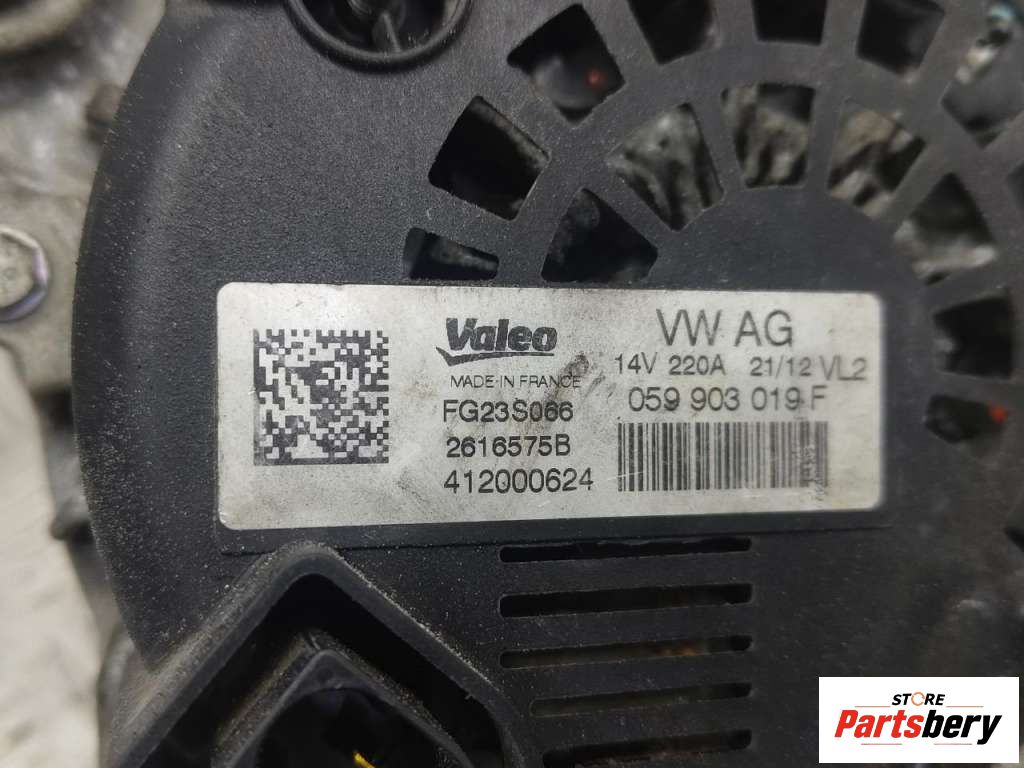 Valeo
MADE-IN FRANCE
FG23S066
2616575B
412000624
VW AG
14V 220A 21/12 VL2
059 903 019 F
STORE
Partsbery